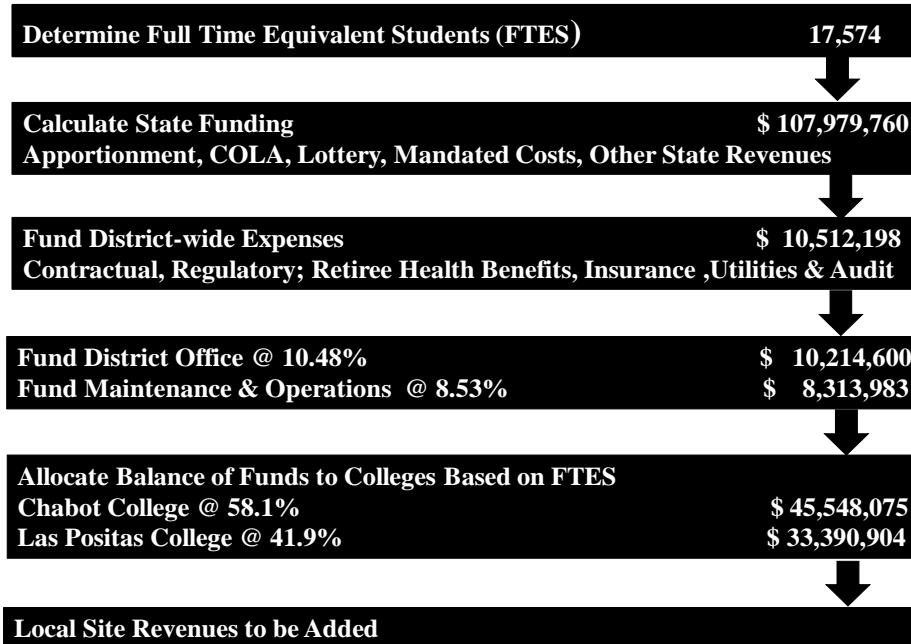 Determine Full Time Equivalent Students (FTES) 17,574
Calculate State Funding $ 107,979,760
Apportionment, COLA, Lottery, Mandated Costs, Other State Revenues
Fund District-wide Expenses $ 10,512,198
Contractual, Regulatory; Retiree Health Benefits, Insurance ,Utilities & Audit
Fund District Office @ 10.48% $ 10,214,600
Fund Maintenance & Operations @ 8.53% $ 8,313,983
Allocate Balance of Funds to Colleges Based on FTES
Chabot College @ 58.1% $ 45,548,075
Las Positas College @ 41.9% $ 33,390,904
Local Site Revenues to be Added